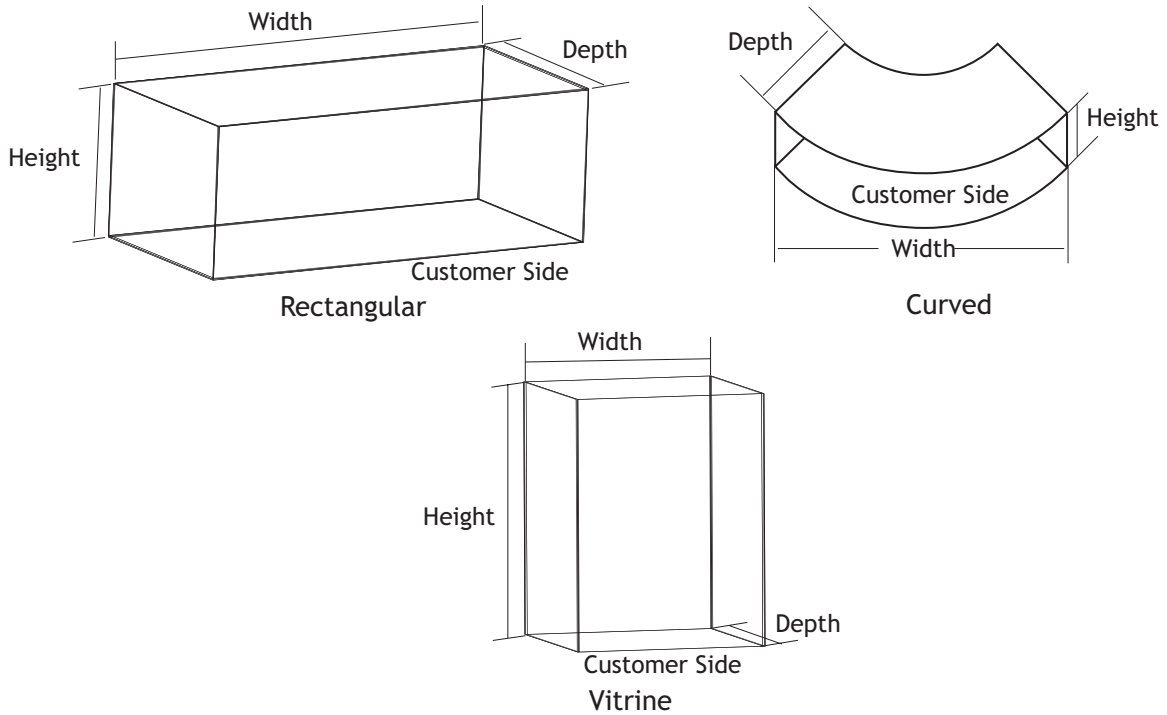 Width
Depth
Height
Customer Side
Rectangular
Depth
Height
Customer Side
Width
Curved
Width
Height
Depth
Customer Side
Vitrine